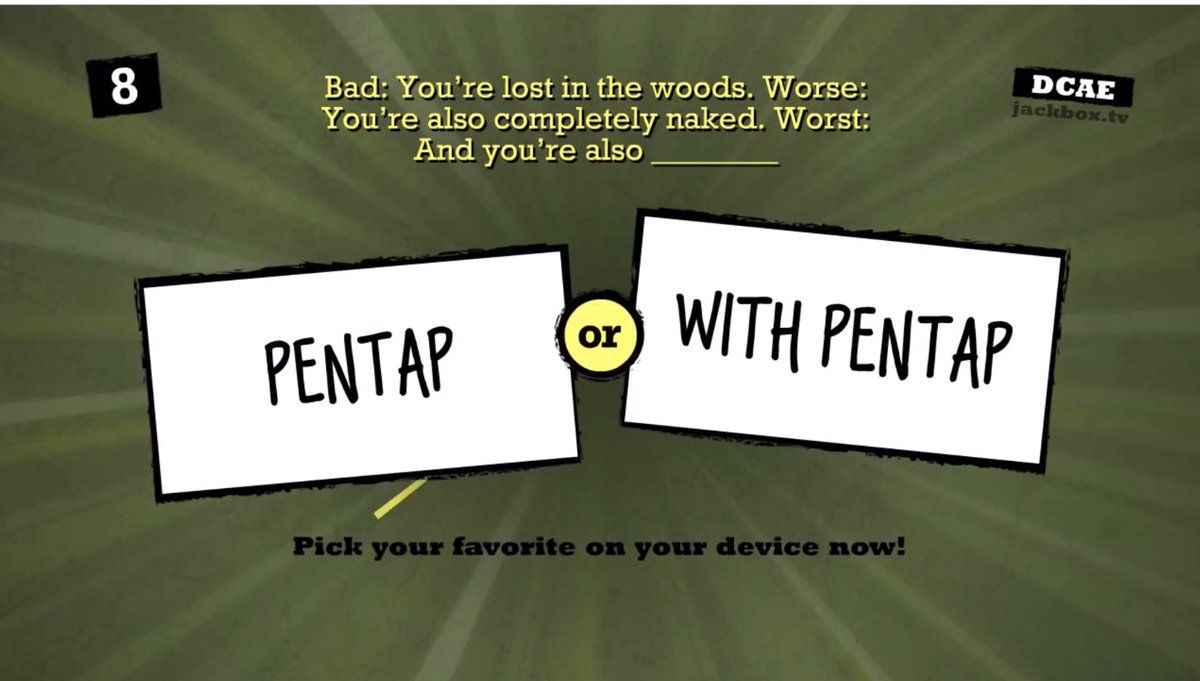 8
Bad: You're lost in the woods. Worse:
You're also completely naked. Worst:
And you're also ________
DCAE
jackbox.tv
PENTAP
or
WITH PENTAP
Pick your favorite on your device now!